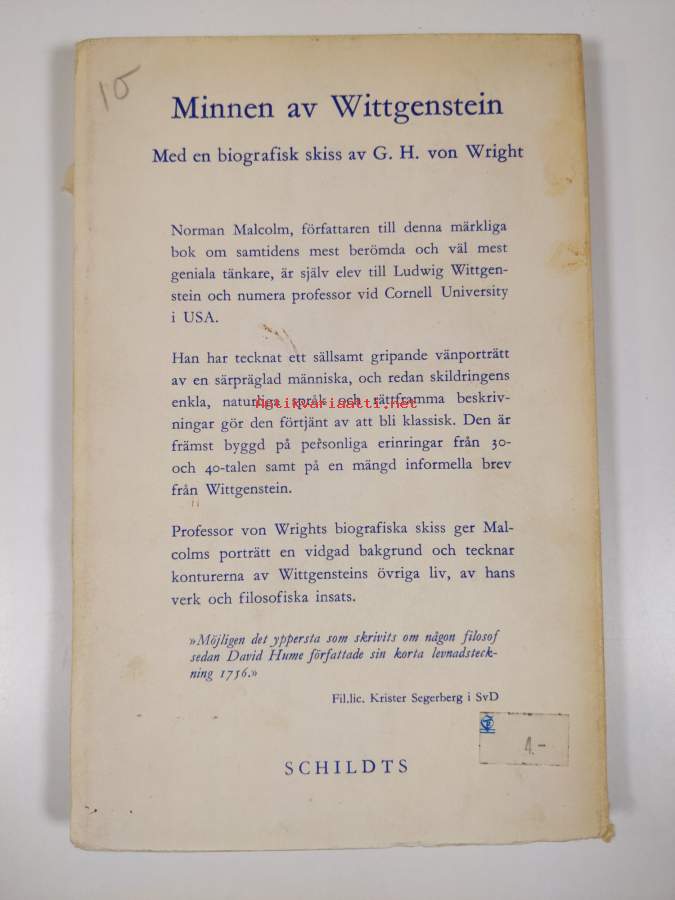 10
Minnen av Wittgenstein
Med en biografisk skiss av G. H. von Wright
Norman Malcolm, författaren till denna märkliga
bok om samtidens mest berömda och väl mest
geniala tänkare, är själv elev till Ludwig Wittgen-
stein och numera professor vid Cornell University
i USA.
Han har tecknat ett sällsamt gripande vänporträtt
av en särpräglad människa, och redan skildringens
enkla, naturliga språk och rättframma beskriv-
Antikvariaatti.net
ningar gör den förtjänt av att bli klassisk. Den är
främst byggd på personliga erinringar från 30-
och 40-talen samt på en mängd informella brev
från Wittgenstein.
Professor von Wrights biografiska skiss ger Mal-
colms porträtt en vidgad bakgrund och tecknar
konturerna av Wittgensteins övriga liv, av hans
verk och filosofiska insats.
»Möjligen det yppersta som skrivits om någon filosof
sedan David Hume författade sin korta levnadsteck-
ning 1756.»
Fil.lic. Krister Segerberg i SvD
4.-
SCHILDTS